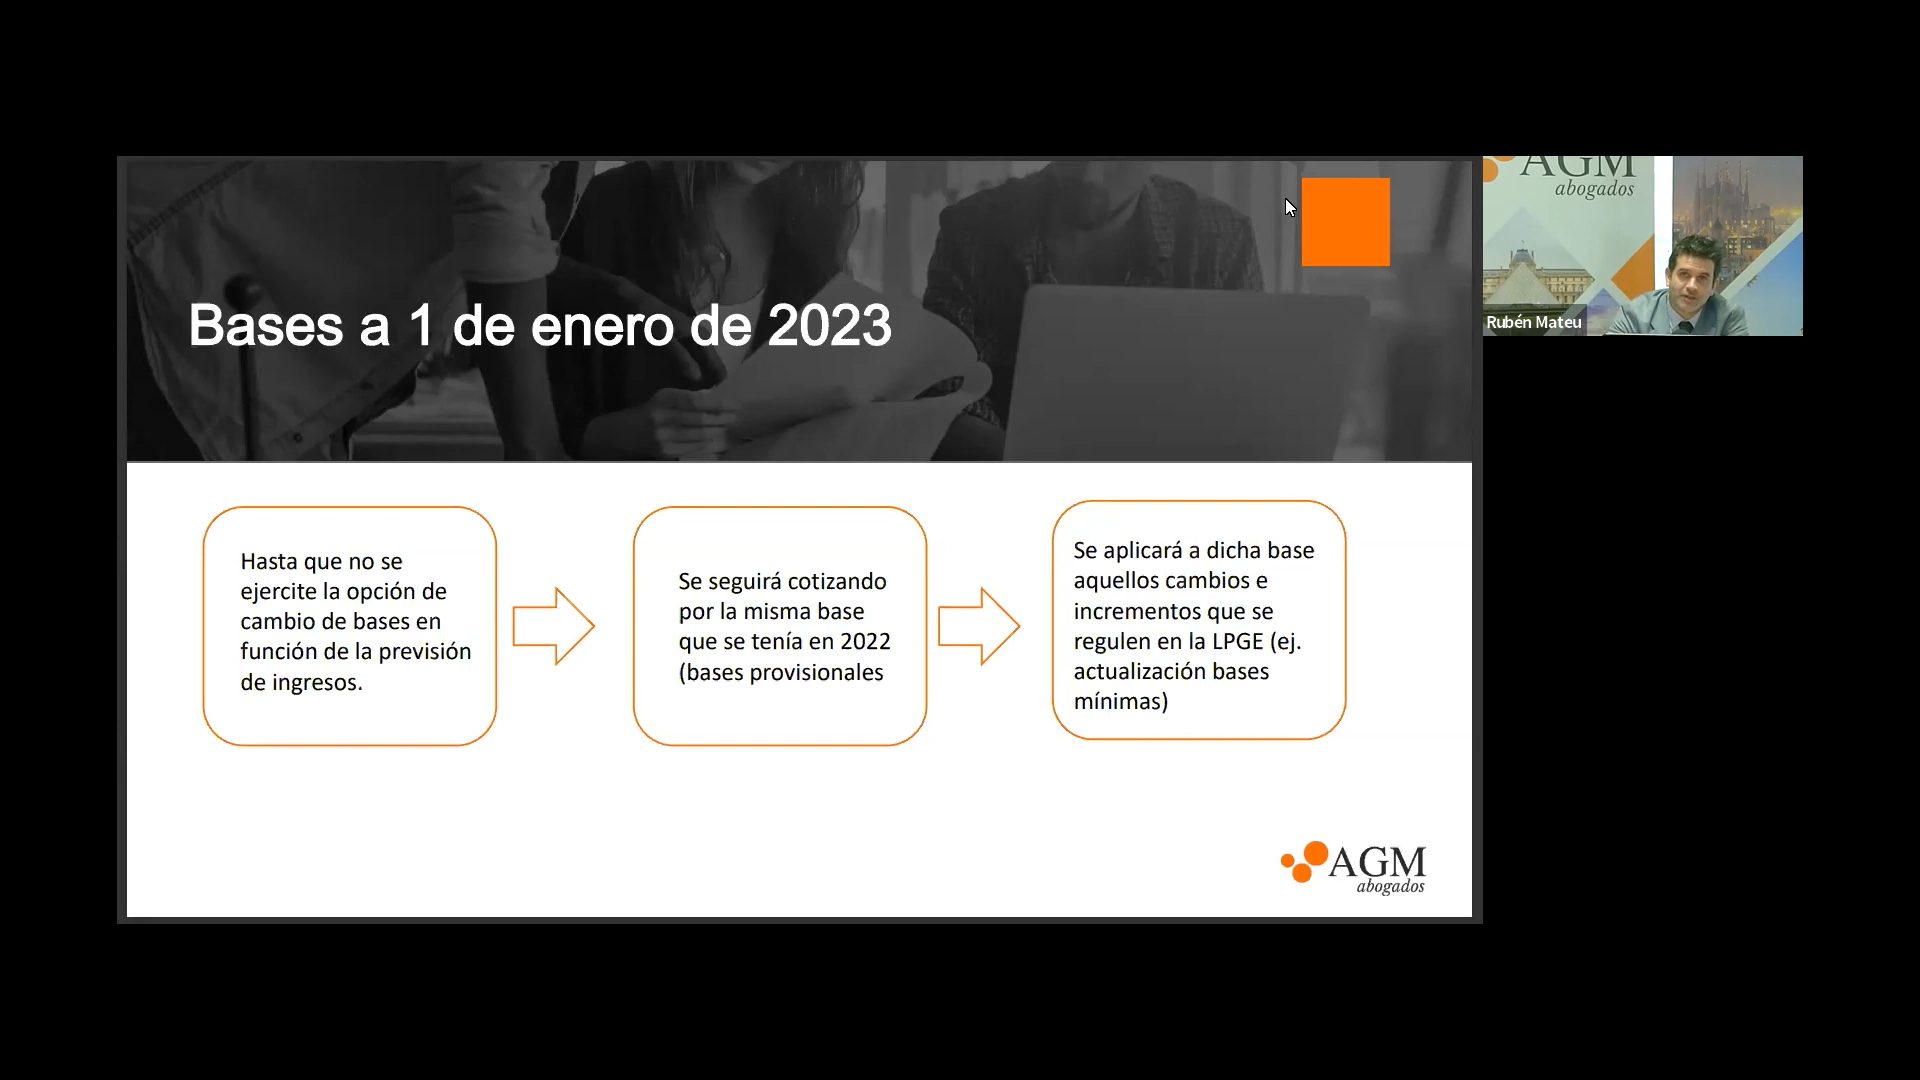 Bases a 1 de enero de 2023
Hasta que no se
ejercite la opción de
cambio de bases en
función de la previsión
de ingresos.
Se seguirá cotizando
por la misma base
que se tenía en 2022
(bases provisionales
Se aplicará a dicha base
aquellos cambios e
incrementos que se
regulen en la LPGE (ej.
actualización bases
mínimas)
AGM
abogados
AGM
abogados
Rubén Mateu